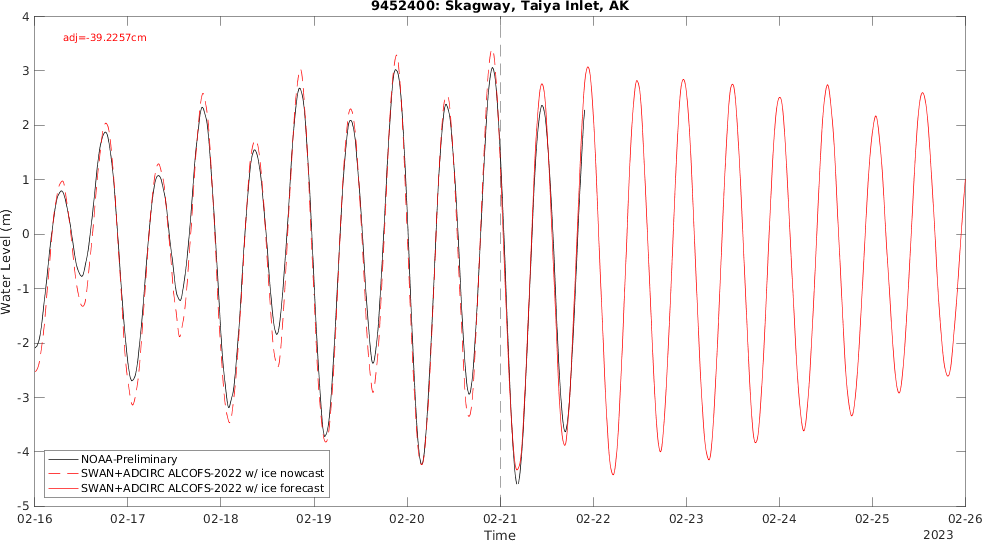 9452400: Skagway, Taiya Inlet, AK
adj=-39.2257cm
4
3
2
1
0
-1
-2
-3
-4
-5
Water Level (m)
NOAA-Preliminary
SWAN+ADCIRC ALCOFS-2022 w/ ice nowcast
SWAN+ADCIRC ALCOFS-2022 w/ ice forecast
02-16 02-17 02-18 02-19 02-20 02-21 02-22 02-23 02-24 02-25 02-26
Time
2023